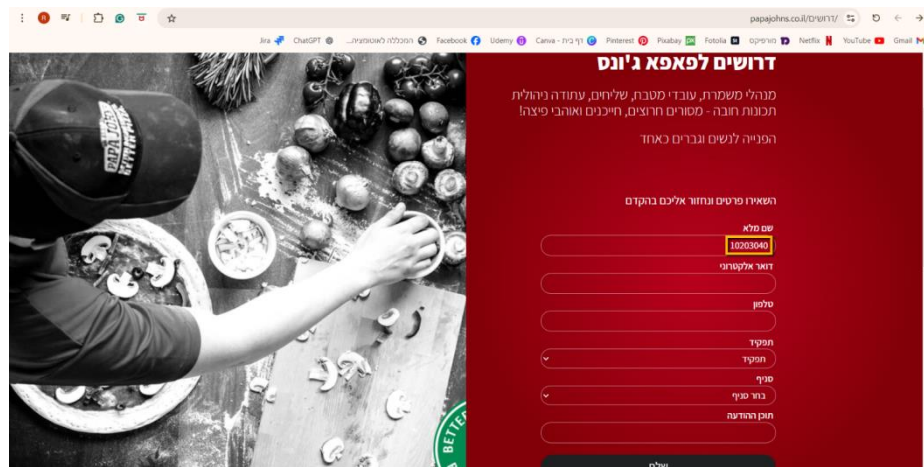 papajohns.co.il/דרושים/
Gmail
YouTube
Netflix
מורפיקס
Fotolia
Pixabay
Pinterest
Canva - דף בית
Udemy
Facebook
המכללה לאוטומציה...
ChatGPT
Jira
דרושים לפאפא ג'ונס
מנהלי משמרת, עובדי מטבח, שליחים, עתודה ניהולית
תכונות חובה - מסורים חרוצים, חייכנים ואוהבי פיצה!
הפנייה לנשים וגברים כאחד
השאירו פרטים ונחזור אליכם בהקדם
שם מלא
10203040
דואר אלקטרוני
טלפון
תפקיד
תפקיד
סניף
בחר סניף
תוכן ההודעה
PAPA JOHN'S
BETTER